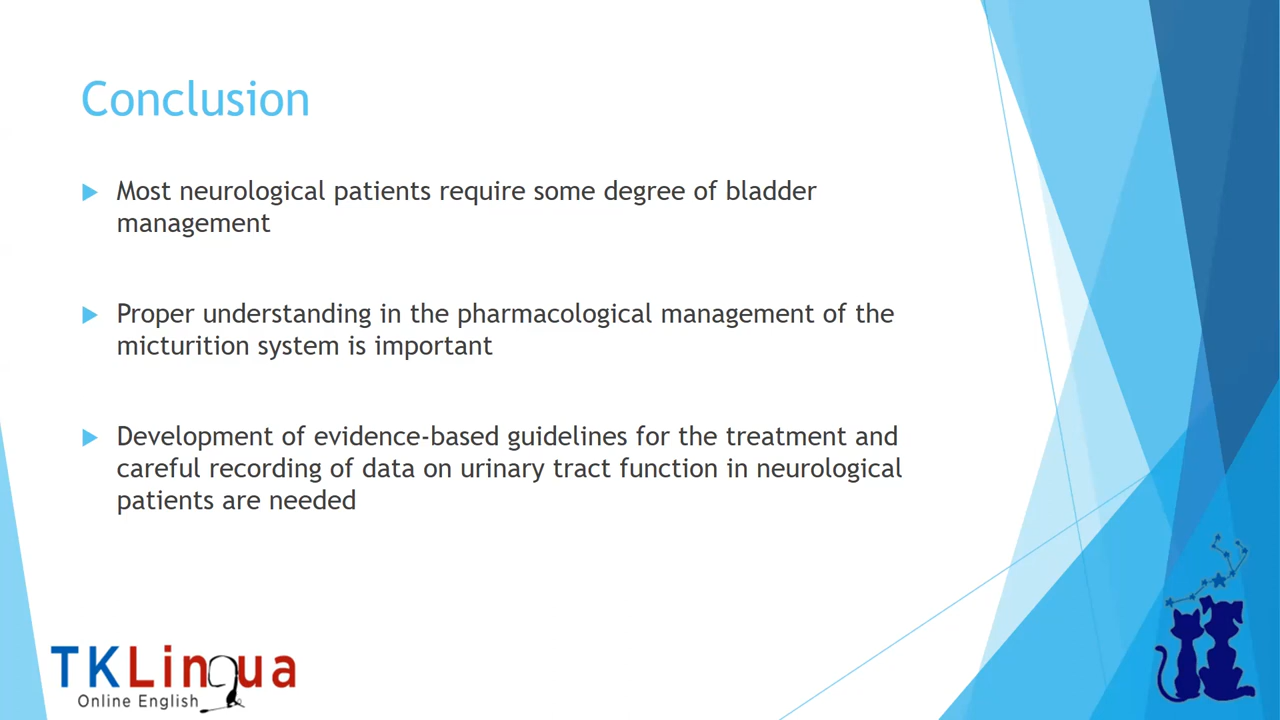 Conclusion
Most neurological patients require some degree of bladder
management
Proper understanding in the pharmacological management of the
micturition system is important
Development of evidence-based guidelines for the treatment and
careful recording of data on urinary tract function in neurological
patients are needed
TKLingua
Online English